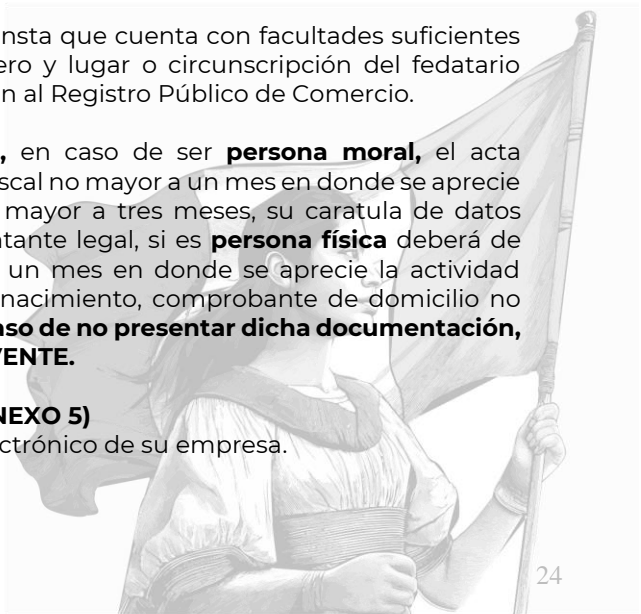 nsta que cuenta con facultades suficientes
ero y lugar o circunscripción del fedatario
n al Registro Público de Comercio.
, en caso de ser persona moral, el acta
scal no mayor a un mes en donde se aprecie
mayor a tres meses, su caratula de datos
tante legal, si es persona física deberá de
un mes en donde se aprecie la actividad
nacimiento, comprobante de domicilio no
aso de no presentar dicha documentación,
VENTE.
NEXO 5)
ctrónico de su empresa.
24